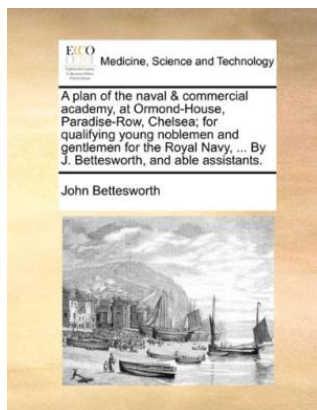 ECCO
Medicine, Science and Technology
A plan of the naval & commercial
academy, at Ormond-House,
Paradise-Row, Chelsea; for
qualifying young noblemen and
gentlemen for the Royal Navy, ... By
J. Bettesworth, and able assistants.
John Bettesworth